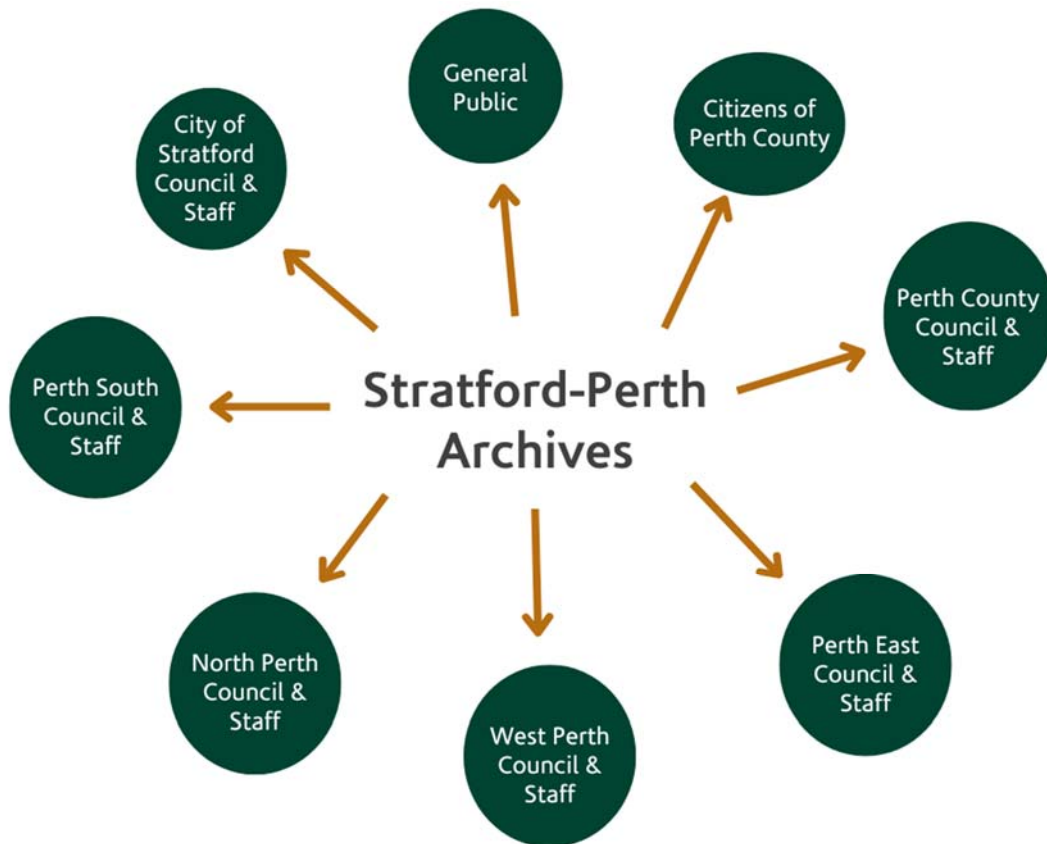 General
Public
Citizens of
Perth County
City of
Stratford
Council &
Staff
Perth County
Council &
Staff
Stratford-Perth
Archives
Perth South
Council &
Staff
North Perth
Council &
Staff
Perth East
Council &
Staff
West Perth
Council &
Staff